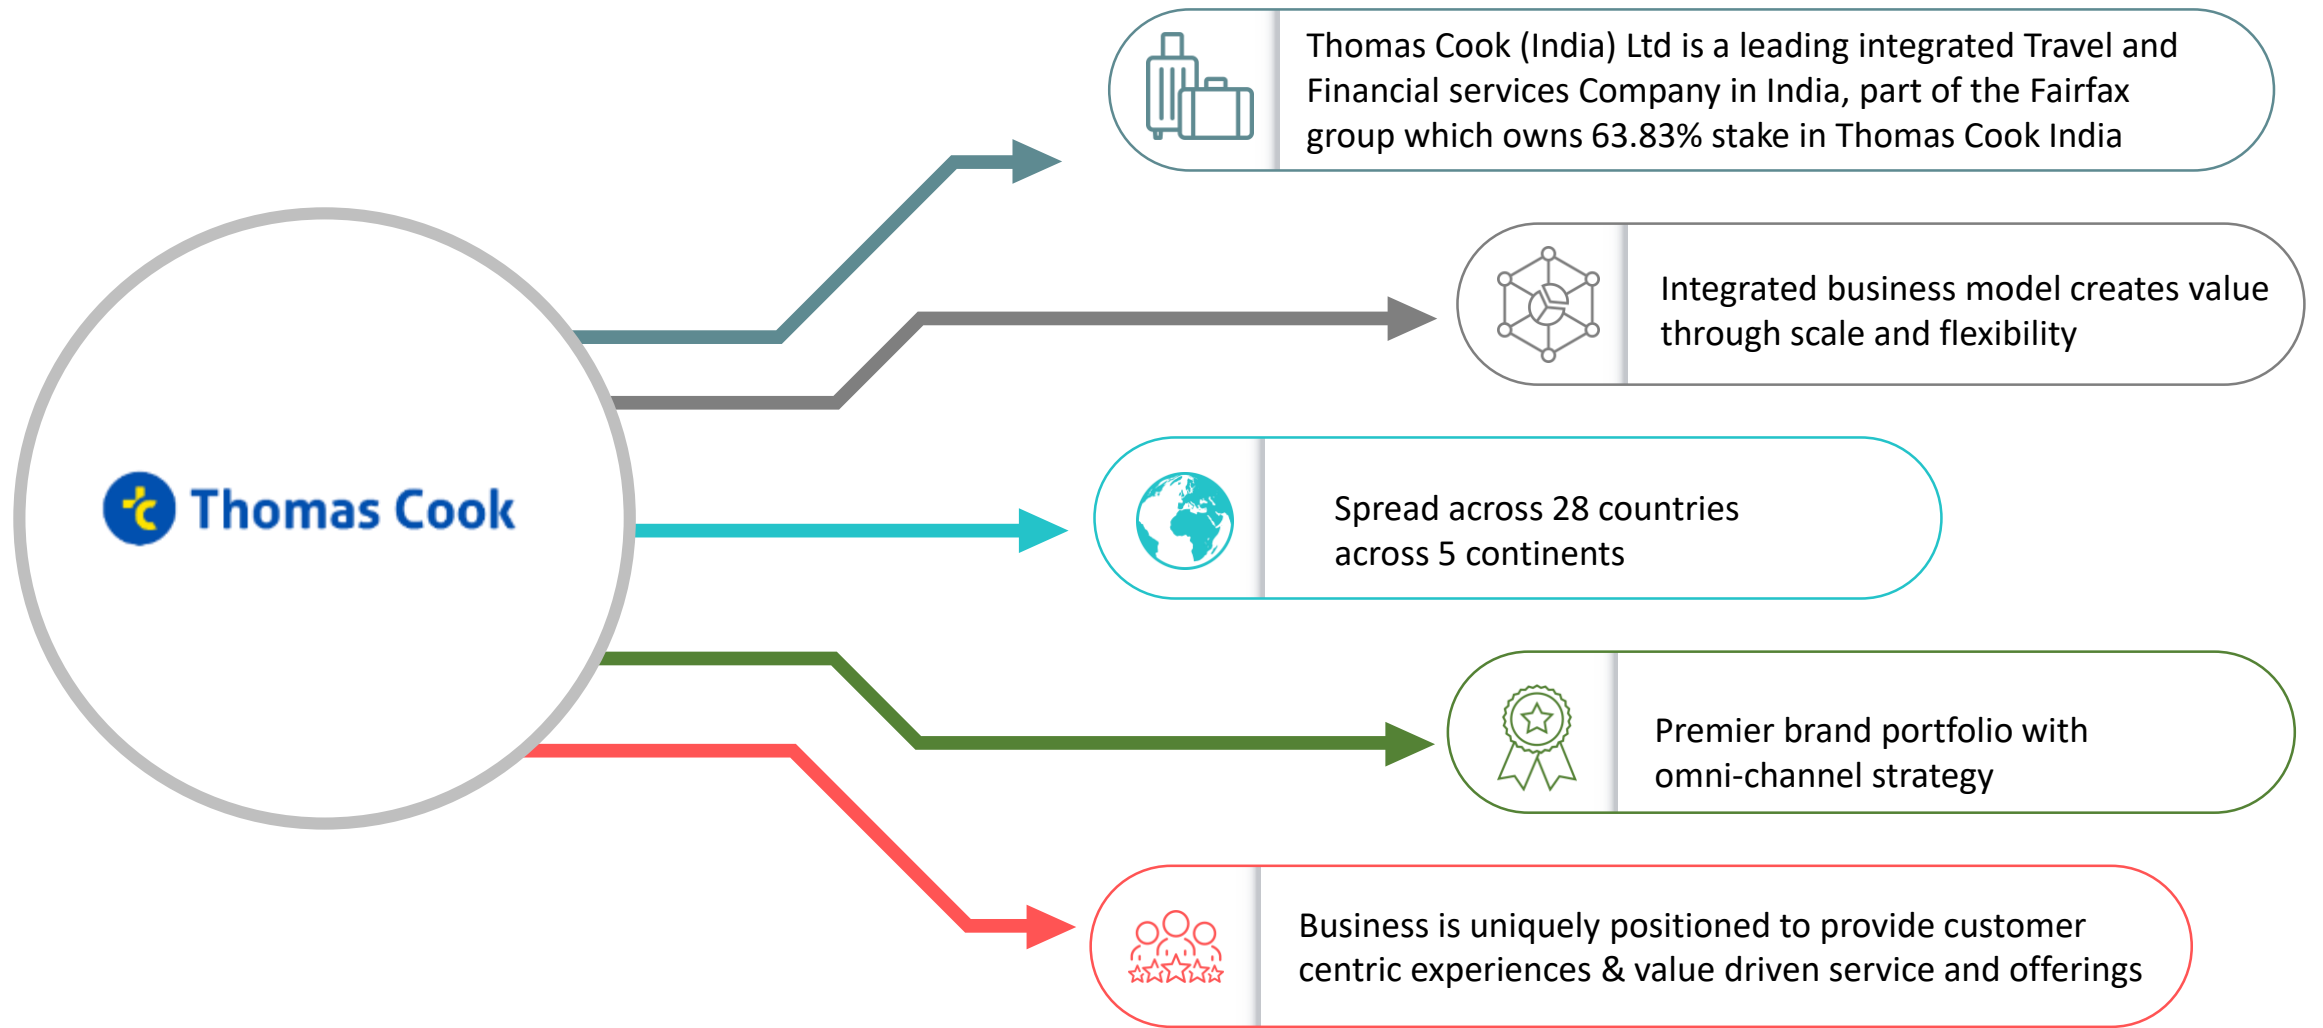 Thomas Cook (India) Ltd is a leading integrated Travel and
Financial services Company in India, part of the Fairfax
group which owns 63.83% stake in Thomas Cook India
Integrated business model creates value
through scale and flexibility
tc Thomas Cook
Spread across 28 countries
across 5 continents
Premier brand portfolio with
omni-channel strategy
Business is uniquely positioned to provide customer
centric experiences & value driven service and offerings